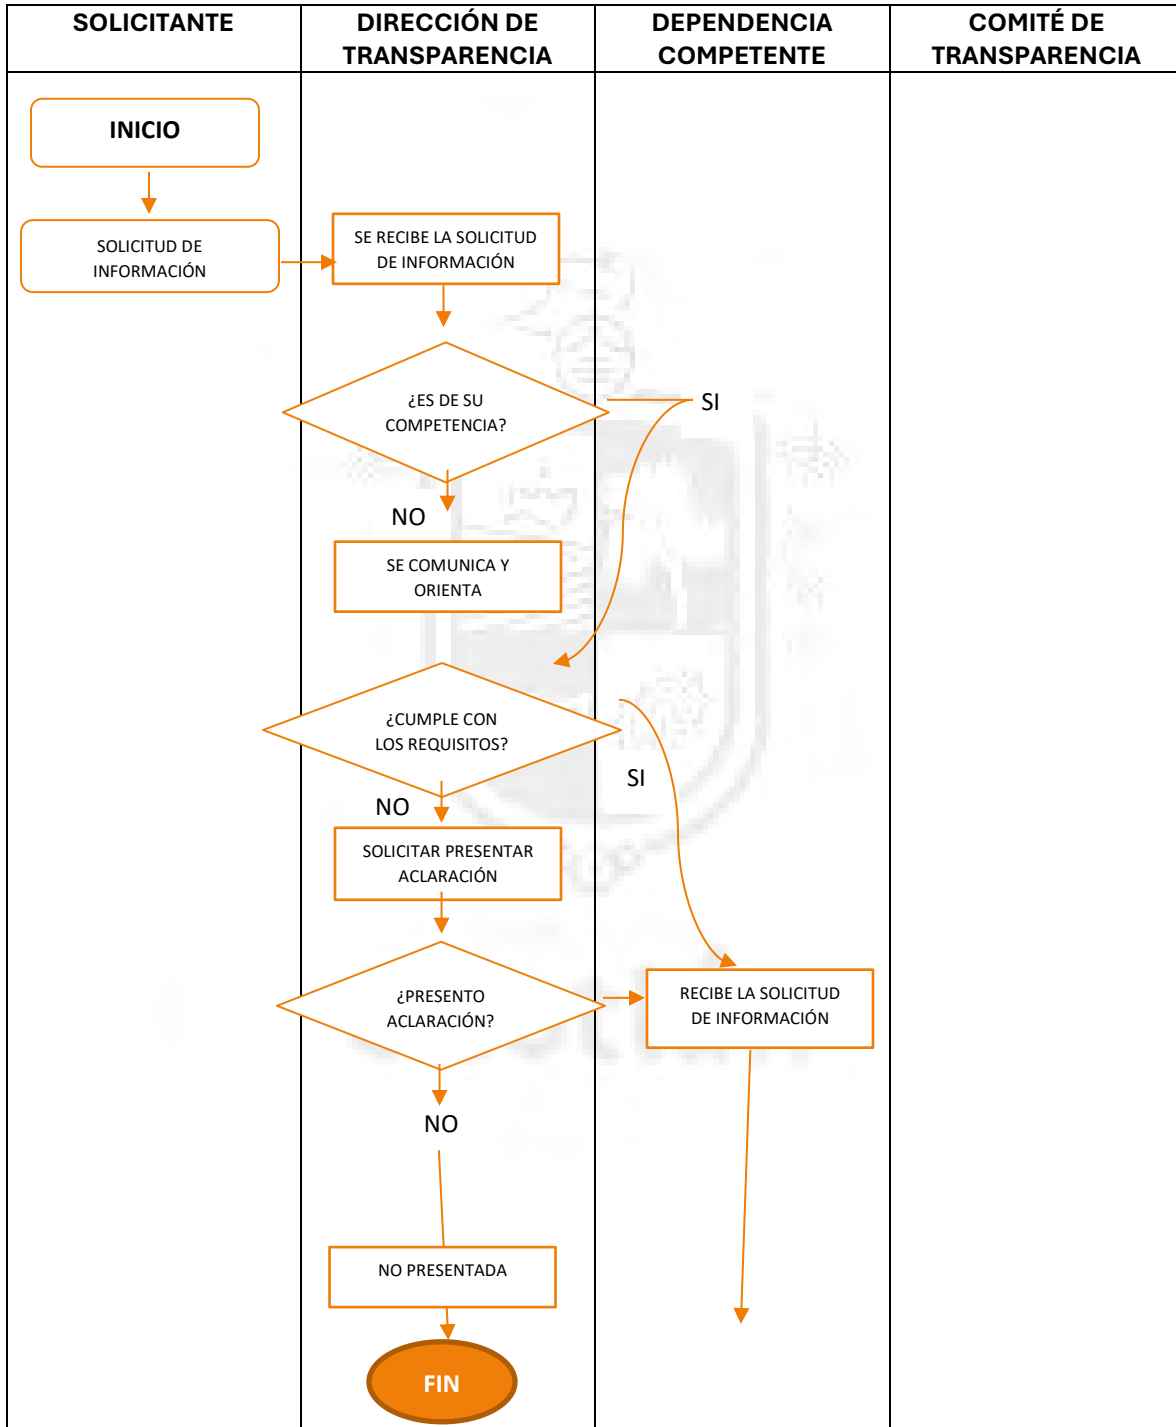 SOLICITANTE
DIRECCIÓN DE
TRANSPARENCIA
DEPENDENCIA
COMPETENTE
COMITÉ DE
TRANSPARENCIA
INICIO
SOLICITUD DE
INFORMACIÓN
SE RECIBE LA SOLICITUD
DE INFORMACIÓN
¿ES DE SU
COMPETENCIA?
SI
NO
SE COMUNICA Y
ORIENTA
¿CUMPLE CON
LOS REQUISITOS?
SI
NO
SOLICITAR PRESENTAR
ACLARACIÓN
¿PRESENTO
ACLARACIÓN?
RECIBE LA SOLICITUD
DE INFORMACIÓN
NO
NO PRESENTADA
FIN